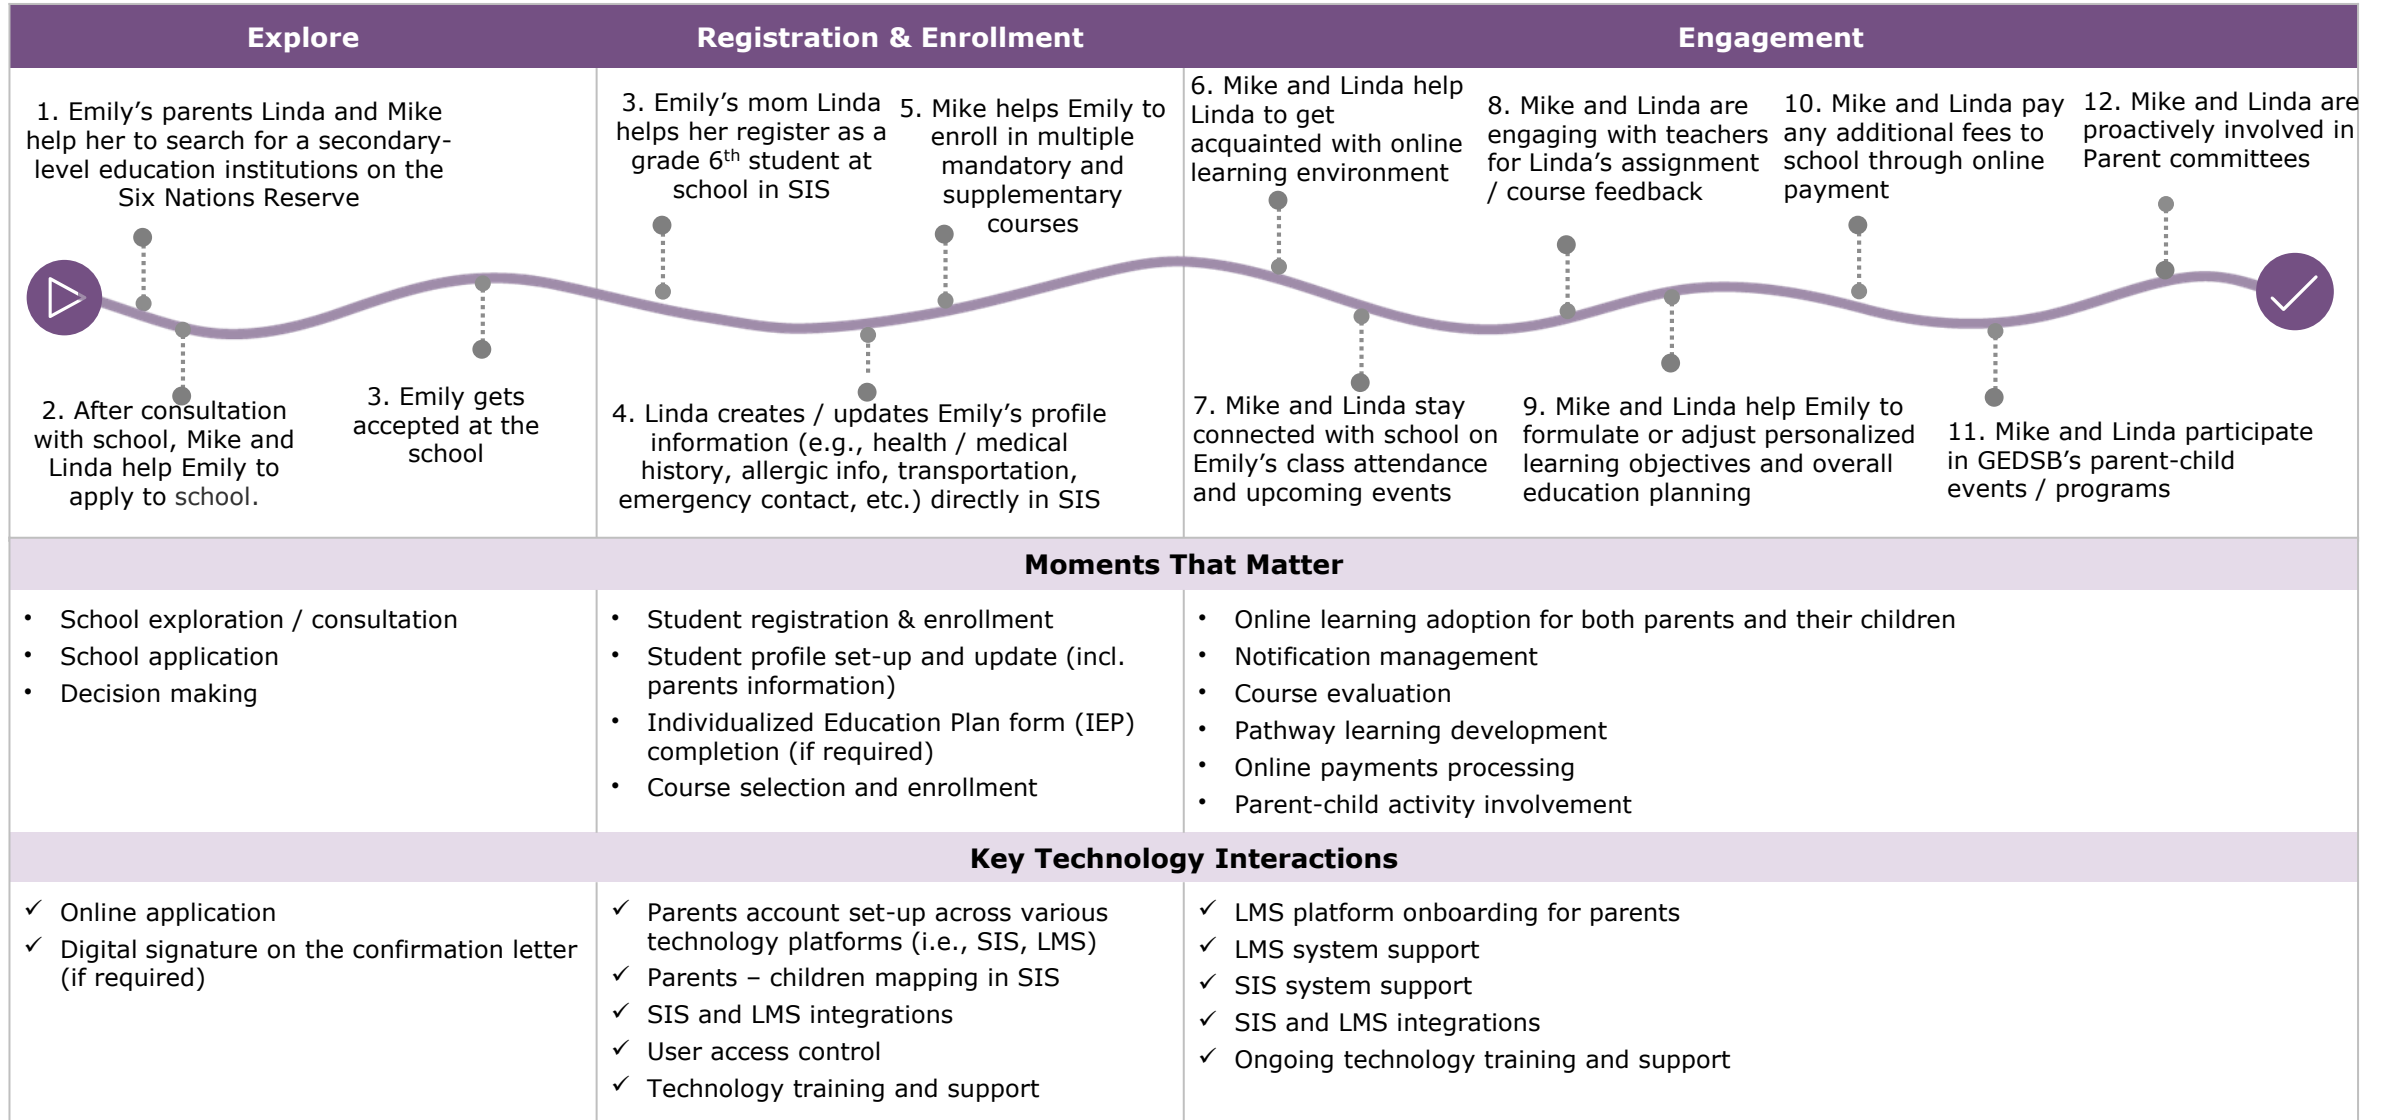 Explore
Registration & Enrollment
Engagement
1. Emily’s parents Linda and Mike
help her to search for a secondary-
level education institutions on the
Six Nations Reserve
2. After consultation
with school, Mike and
Linda help Emily to
apply to school.
3. Emily gets
accepted at the
school
3. Emily’s mom Linda
helps her register as a
grade 6th student at
school in SIS
4. Linda creates / updates Emily’s profile
information (e.g., health / medical
history, allergic info, transportation,
emergency contact, etc.) directly in SIS
5. Mike helps Emily to
enroll in multiple
mandatory and
supplementary
courses
6. Mike and Linda help
Linda to get
acquainted with online
learning environment
7. Mike and Linda stay
connected with school on
Emily’s class attendance
and upcoming events
8. Mike and Linda are
engaging with teachers
for Linda’s assignment
/ course feedback
9. Mike and Linda help Emily to
formulate or adjust personalized
learning objectives and overall
education planning
10. Mike and Linda pay
any additional fees to
school through online
payment
11. Mike and Linda participate
in GEDSB’s parent-child
events / programs
12. Mike and Linda are
proactively involved in
Parent committees
Moments That Matter
• School exploration / consultation
• School application
• Decision making
• Student registration & enrollment
• Student profile set-up and update (incl.
parents information)
• Individualized Education Plan form (IEP)
completion (if required)
• Course selection and enrollment
• Online learning adoption for both parents and their children
• Notification management
• Course evaluation
• Pathway learning development
• Online payments processing
• Parent-child activity involvement
Key Technology Interactions
✓ Online application
✓ Digital signature on the confirmation letter
(if required)
✓ Parents account set-up across various
technology platforms (i.e., SIS, LMS)
✓ Parents – children mapping in SIS
✓ SIS and LMS integrations
✓ User access control
✓ Technology training and support
✓ LMS platform onboarding for parents
✓ LMS system support
✓ SIS system support
✓ SIS and LMS integrations
✓ Ongoing technology training and support